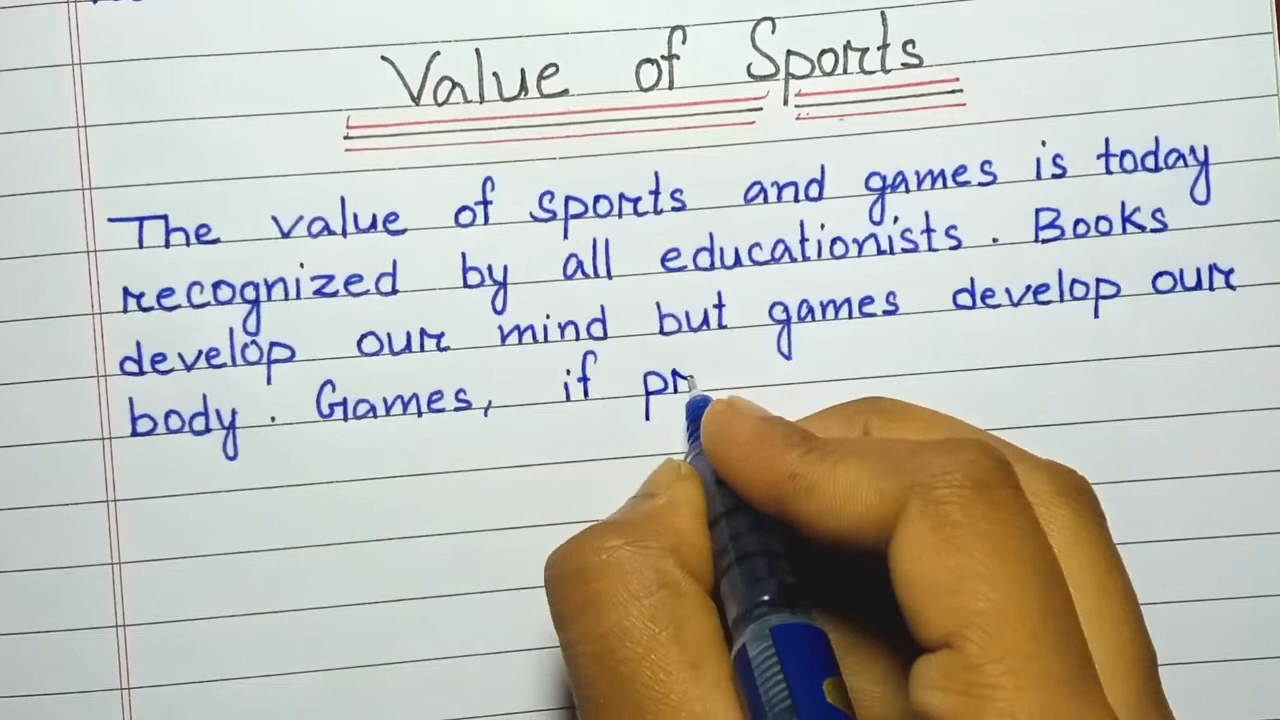 Value of Sports
The value of sports and games is today
recognized by all educationists. Books
develop our mind but games develop our
body. Games, if pr